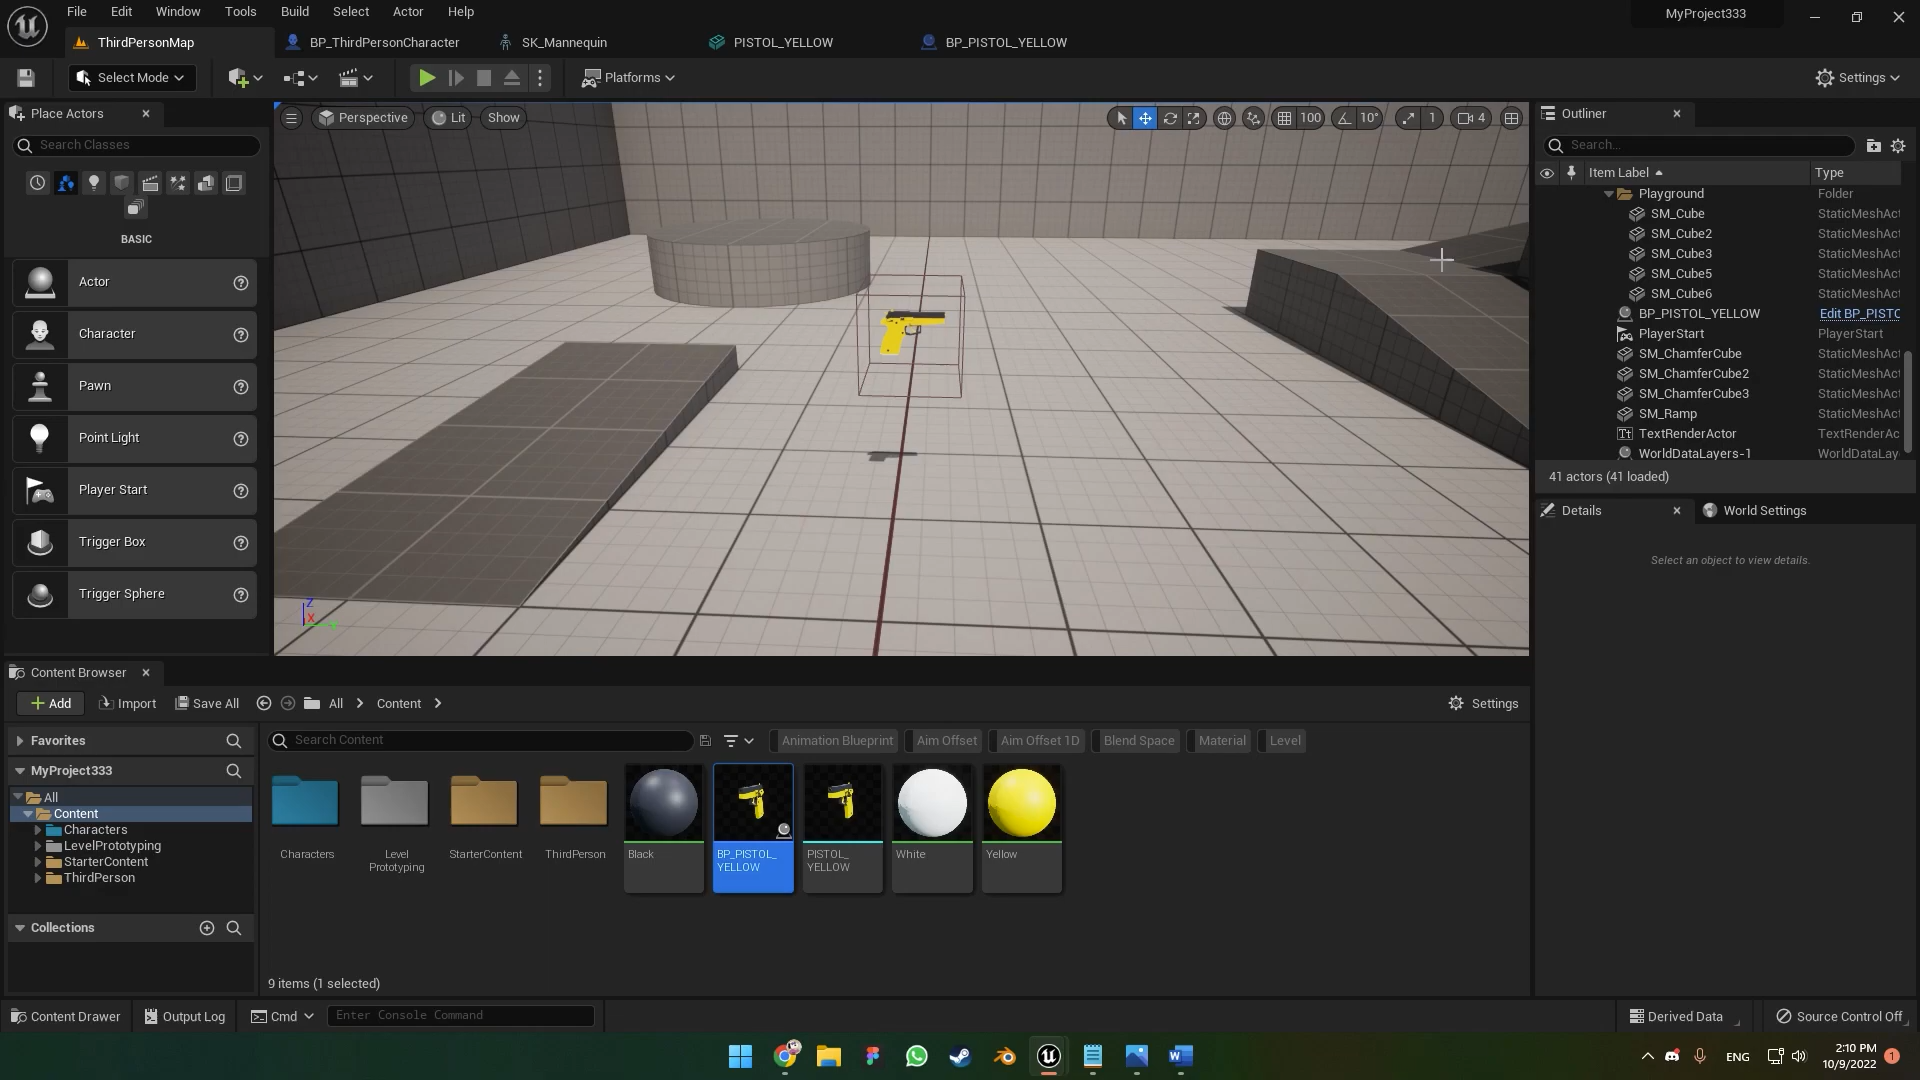 File Edit Window Tools Build Select Actor Help
MyProject333
ThirdPersonMap
BP_ThirdPersonCharacter
SK_Mannequin
PISTOL_YELLOW
BP_PISTOL_YELLOW
Select Mode
Platforms
Settings
Place Actors
Search Classes
BASIC
Actor
Character
Pawn
Point Light
Player Start
Trigger Box
Trigger Sphere
Perspective
Lit
Show
100
10°
1
4
Z
X
Outliner
Search...
Item Label
Type
Playground Folder
SM_Cube StaticMeshAct
SM_Cube2 StaticMeshAct
SM_Cube3 StaticMeshAct
SM_Cube5 StaticMeshAct
SM_Cube6 StaticMeshAct
BP_PISTOL_YELLOW Edit BP_PISTO
PlayerStart PlayerStart
SM_ChamferCube StaticMeshAct
SM_ChamferCube2 StaticMeshAct
SM_ChamferCube3 StaticMeshAct
SM_Ramp StaticMeshAct
TextRenderActor TextRenderAc
WorldDataLayers-1 WorldDataLay
41 actors (41 loaded)
Details
World Settings
Select an object to view details.
Content Browser
Add
Import
Save All
All
Content
Settings
Favorites
MyProject333
All
Content
Characters
LevelPrototyping
StarterContent
ThirdPerson
Collections
Search Content
Animation Blueprint
Aim Offset
Aim Offset 1D
Blend Space
Material
Level
Characters
Level
Prototyping
StarterContent
ThirdPerson
Black
BP_PISTOL_
YELLOW
PISTOL_
YELLOW
White
Yellow
9 items (1 selected)
Content Drawer
Output Log
Cmd
Enter Console Command
Derived Data
Source Control Off
ENG
2:10 PM
10/9/2022
1